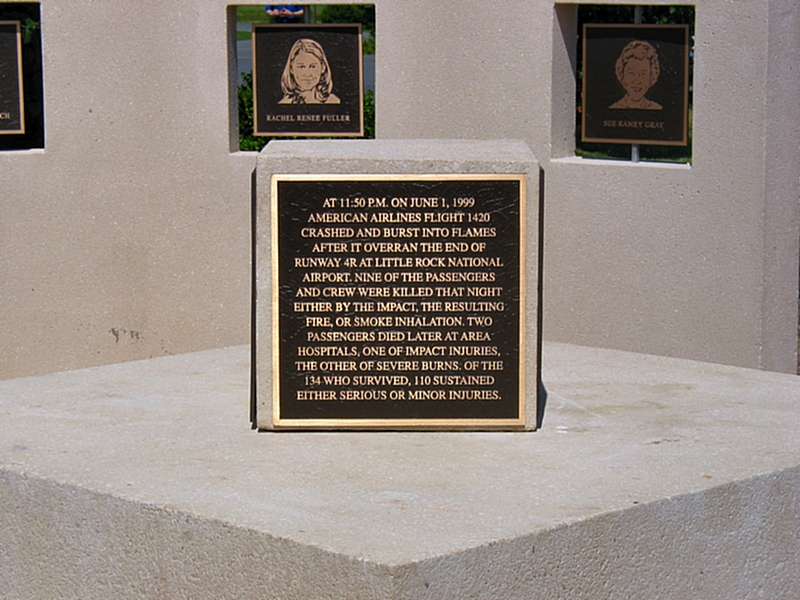 CH
RACHEL RENEE FULLER
SUE RAMEY GRAY
AT 11:50 P.M. ON JUNE 1, 1999
AMERICAN AIRLINES FLIGHT 1420
CRASHED AND BURST INTO FLAMES
AFTER IT OVERRAN THE END OF
RUNWAY 4R AT LITTLE ROCK NATIONAL
AIRPORT. NINE OF THE PASSENGERS
AND CREW WERE KILLED THAT NIGHT
EITHER BY THE IMPACT, THE RESULTING
FIRE, OR SMOKE INHALATION. TWO
PASSENGERS DIED LATER AT AREA
HOSPITALS, ONE OF IMPACT INJURIES,
THE OTHER OF SEVERE BURNS. OF THE
134 WHO SURVIVED, 110 SUSTAINED
EITHER SERIOUS OR MINOR INJURIES.